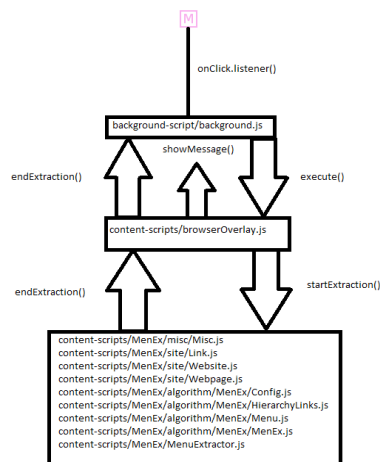 M
onClick.listener()
background-script/background.js
showMessage()
endExtraction()
execute()
content-scripts/browserOverlay.js
endExtraction()
startExtraction()
content-scripts/MenEx/misc/Misc.js
content-scripts/MenEx/site/Link.js
content-scripts/MenEx/site/Website.js
content-scripts/MenEx/site/Webpage.js
content-scripts/MenEx/algorithm/MenEx/Config.js
content-scripts/MenEx/algorithm/MenEx/HierarchyLinks.js
content-scripts/MenEx/algorithm/MenEx/Menu.js
content-scripts/MenEx/algorithm/MenEx/MenEx.js
content-scripts/MenEx/MenuExtractor.js